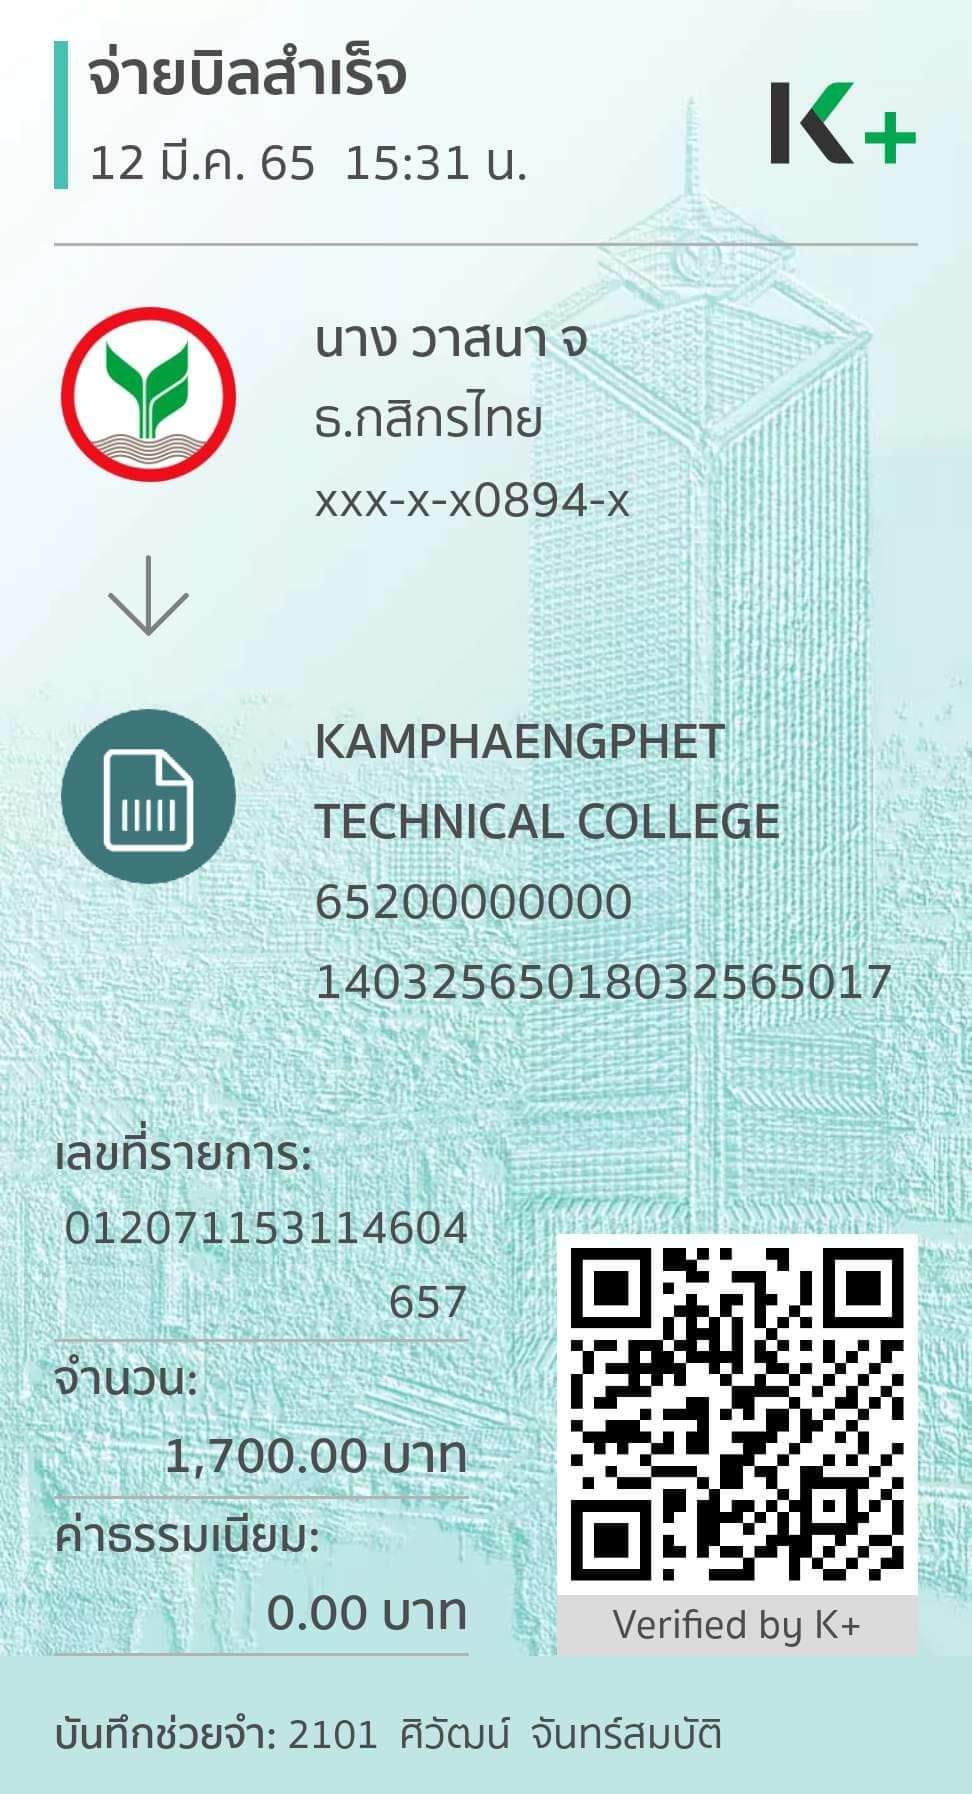 จ่ายบิลสำเร็จ
12 มี.ค. 65 15:31 น.
K+
นาง วาสนา จ
ธ.กสิกรไทย
xxx-x-x0894-x
KAMPHAENGPHET
TECHNICAL COLLEGE
65200000000
14032565018032565017
เลขที่รายการ:
012071153114604
657
จำนวน:
1,700.00 บาท
ค่าธรรมเนียม:
0.00 บาท
Verified by K+
บันทึกช่วยจำ: 2101 ศิวัฒน์ จันทร์สมบัติ